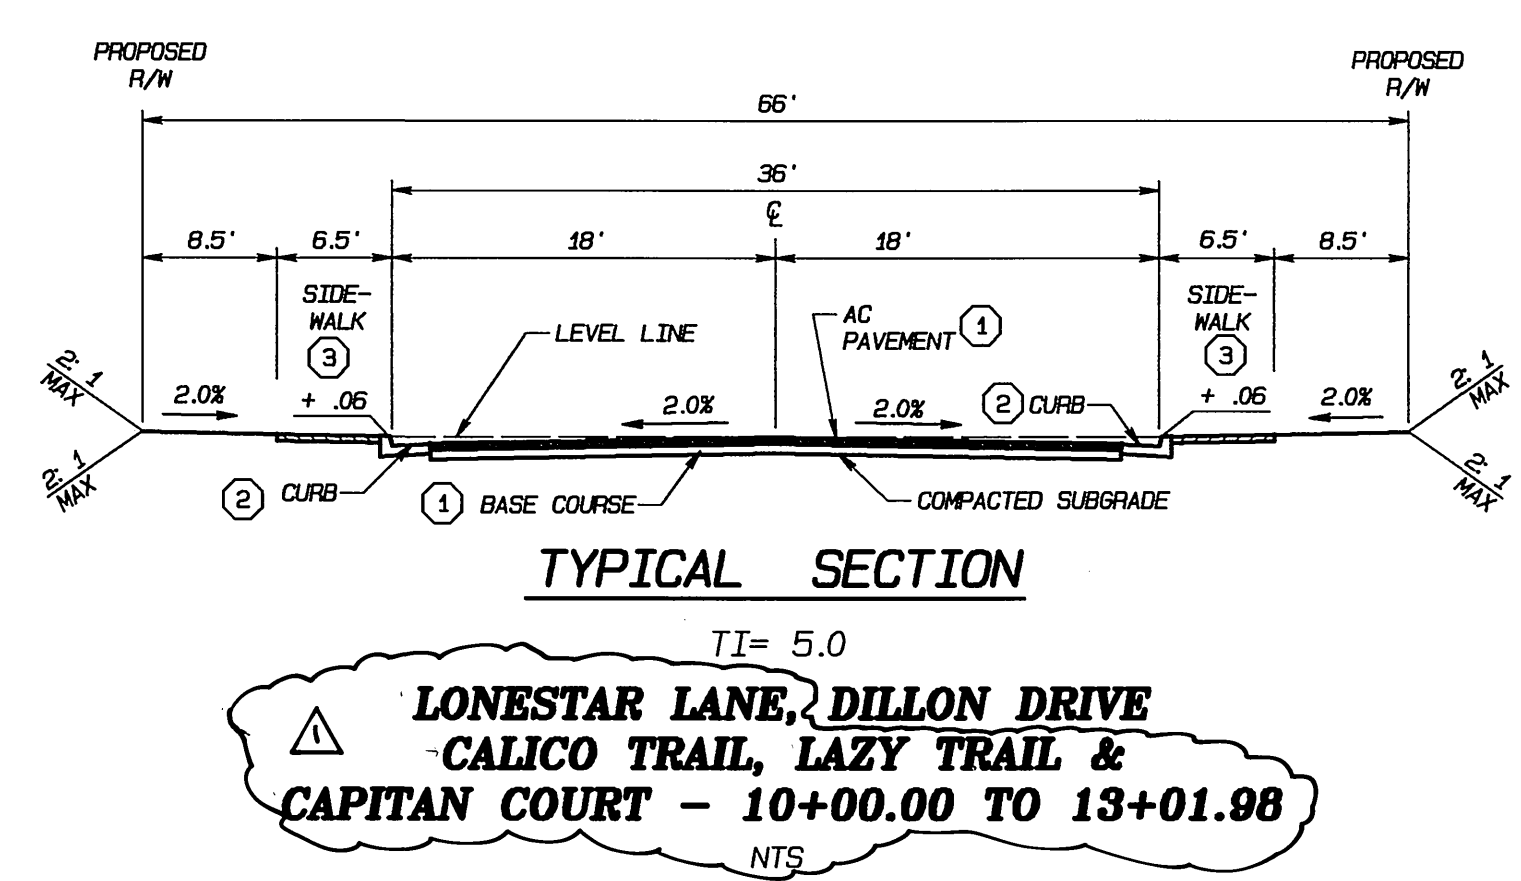 PROPOSED
R/W
PROPOSED
R/W
66'
36'
℄
8.5'
6.5'
18'
18'
6.5'
8.5'
SIDE-
WALK
3
LEVEL LINE
AC
PAVEMENT
1
SIDE-
WALK
3
2: 1
MAX
2.0%
+ .06
2.0%
2.0%
2 CURB
+ .06
2.0%
2: 1
MAX
2: 1
MAX
2 CURB
1 BASE COURSE
COMPACTED SUBGRADE
2: 1
MAX
TYPICAL SECTION
TI= 5.0
1
LONESTAR LANE, DILLON DRIVE
CALICO TRAIL, LAZY TRAIL &
CAPITAN COURT - 10+00.00 TO 13+01.98
NTS